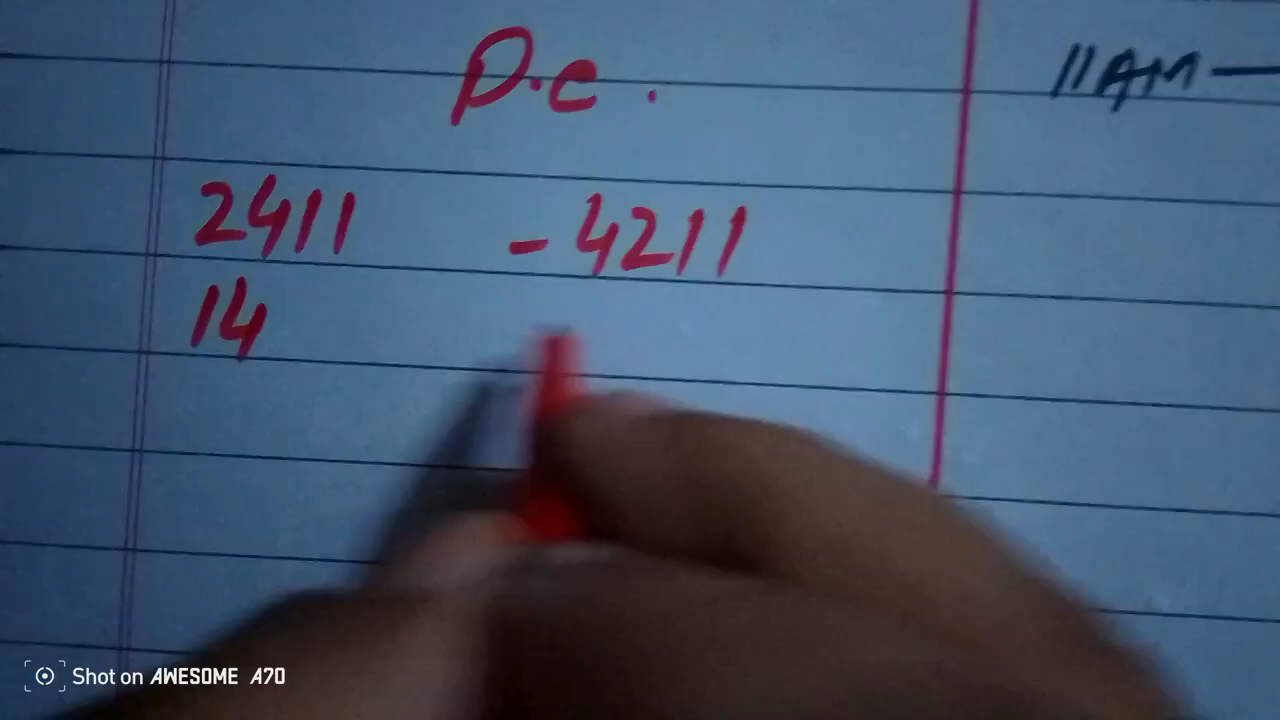 D.C.
11AM —
2411 - 4211
14
Shot on AWESOME A70